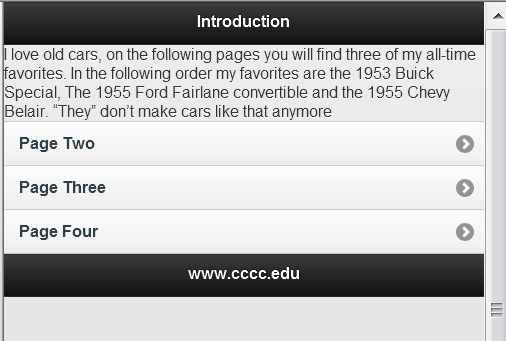 Introduction
I love old cars, on the following pages you will find three of my all-time
favorites. In the following order my favorites are the 1953 Buick
Special, The 1955 Ford Fairlane convertible and the 1955 Chevy
Belair. “They” don’t make cars like that anymore
Page Two
Page Three
Page Four
www.cccc.edu